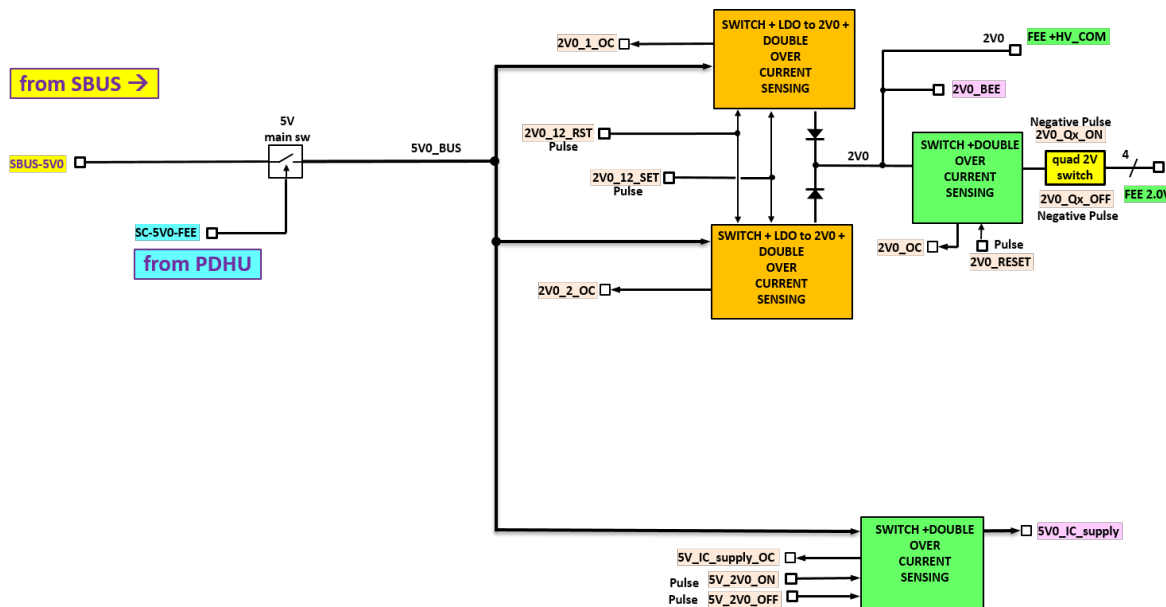 from SBUS →
SBUS-5V0
5V
main sw
5V0_BUS
SC-5V0-FEE
from PDHU
2V0_1_OC
SWITCH + LDO to 2V0 +
DOUBLE
OVER
CURRENT
SENSING
2V0_12_RST
Pulse
2V0_12_SET
Pulse
2V0
SWITCH + LDO to 2V0 +
DOUBLE
OVER
CURRENT
SENSING
2V0_2_OC
2V0
FEE +HV_COM
2V0_BEE
SWITCH +DOUBLE
OVER
CURRENT
SENSING
Negative Pulse
2V0_Qx_ON
quad 2V
switch
4
FEE 2.0V
2V0_Qx_OFF
Negative Pulse
2V0_OC
Pulse
2V0_RESET
SWITCH +DOUBLE
OVER
CURRENT
SENSING
5V0_IC_supply
5V_IC_supply_OC
Pulse 5V_2V0_ON
Pulse 5V_2V0_OFF